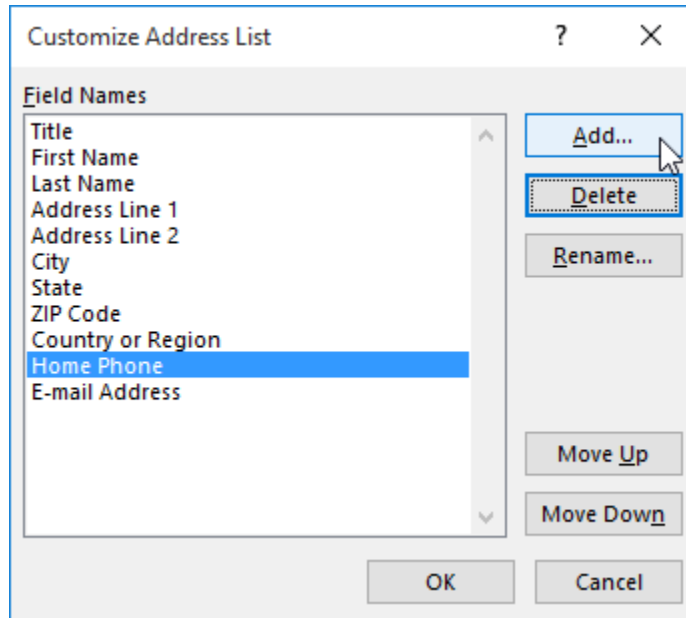 Customize Address List ?
Field Names
Title
First Name
Last Name
Address Line 1
Address Line 2
City
State
ZIP Code
Country or Region
Home Phone
E-mail Address
Add...
Delete
Rename...
Move Up
Move Down
OK
Cancel